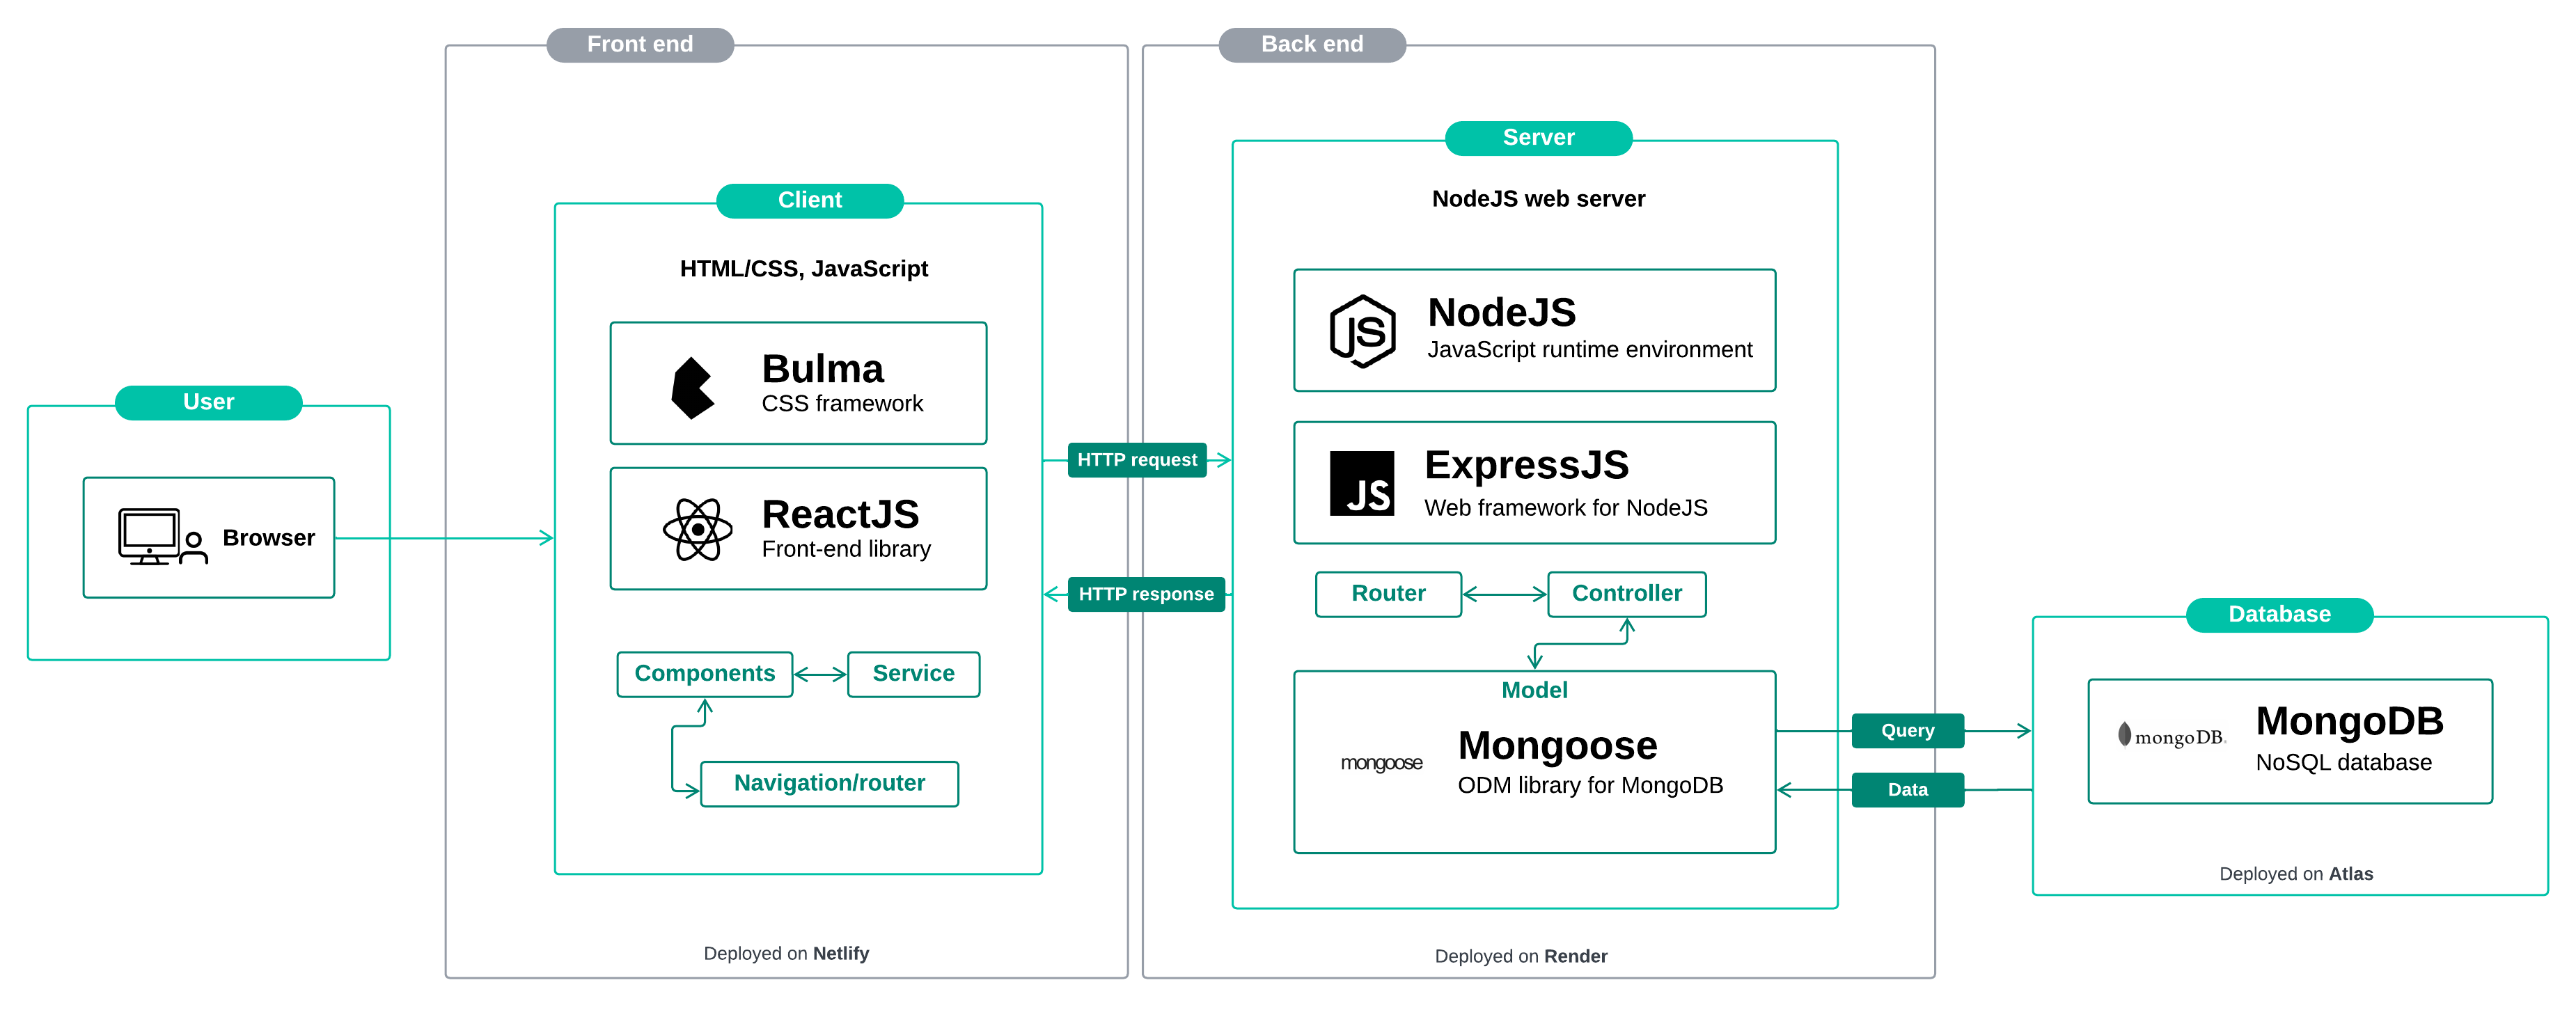 User
Browser
Front end
Client
HTML/CSS, JavaScript
Bulma
CSS framework
ReactJS
Front-end library
Components
Service
Navigation/router
Deployed on Netlify
HTTP request
HTTP response
Back end
Server
NodeJS web server
JS
NodeJS
JavaScript runtime environment
JS
ExpressJS
Web framework for NodeJS
Router
Controller
Model
mongoose
Mongoose
ODM library for MongoDB
Deployed on Render
Query
Data
Database
mongoDB.
MongoDB
NoSQL database
Deployed on Atlas